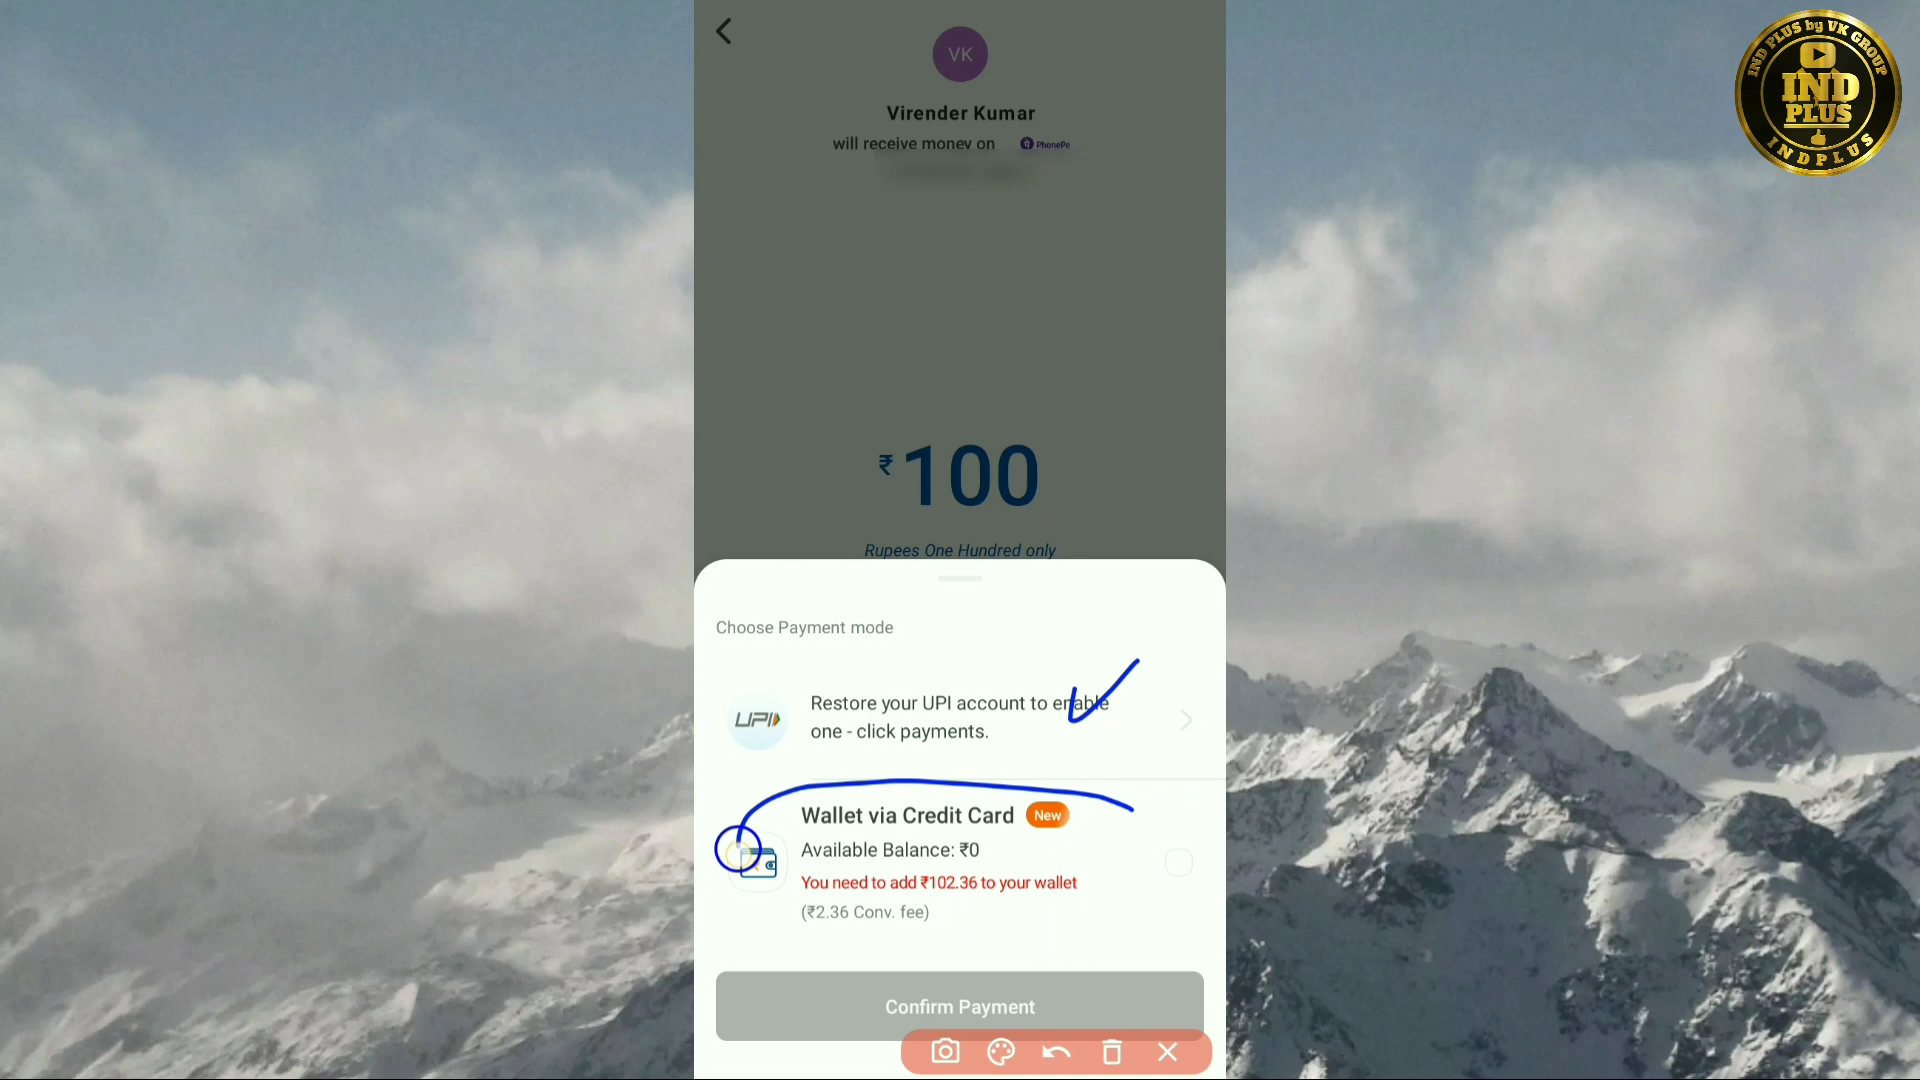 VK
Virender Kumar
will receive money on PhonePe
₹100
Rupees One Hundred only
Choose Payment mode
UPI
Restore your UPI account to enable
one - click payments.
Wallet via Credit Card New
Available Balance: ₹0
You need to add ₹102.36 to your wallet
(₹2.36 Conv. fee)
Confirm Payment
IND PLUS by VK GROUP
IND
PLUS
INDPLUS